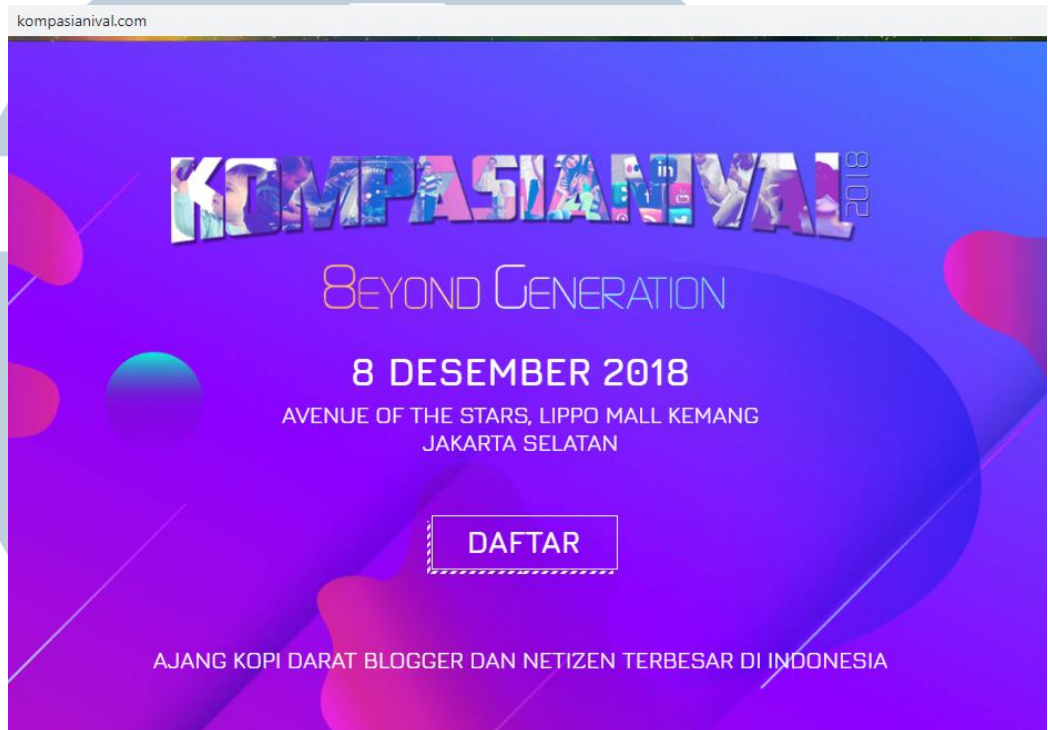 kompasianival.com
KOMPASIANIVAL 2018
8EYOND GENERATION
8 DESEMBER 2018
AVENUE OF THE STARS, LIPPO MALL KEMANG
JAKARTA SELATAN
DAFTAR
AJANG KOPI DARAT BLOGGER DAN NETIZEN TERBESAR DI INDONESIA